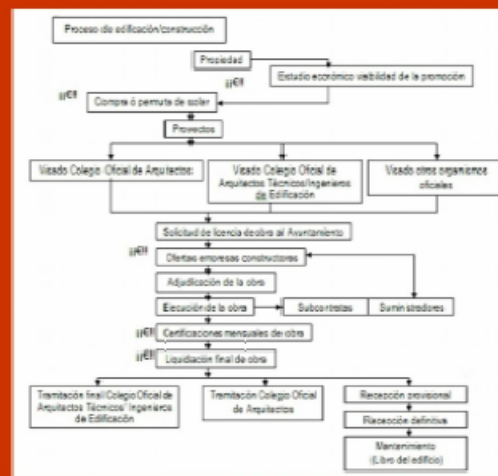 Proceso de edificación/construcción
Propiedad
Estudio económico viabilidad de la promoción
¡¡€!!
¡¡€!!
Compra ó permuta de solar
Proyectos
Visado Colegio Oficial de Arquitectos:
Visado Colegio Oficial de
Arquitectos Técnicos/Ingenieros
de Edificación
Visado otros organismos
oficiales
Solicitud de licencia de obra al Ayuntamiento
¡¡€!!
Ofertas empresas constructoras
Adjudicación de la obra
Ejecución de la obra
Subcontratas
Suministradores
¡¡€!!
Certificaciones mensuales de obra
¡¡€!!
Liquidación final de obra
Tramitación final Colegio Oficial de
Arquitectos Técnicos/ Ingenieros
de Edificación
Tramitación Colegio Oficial
de Arquitectos
Recepción provisional
Recepción definitiva
Mantenimiento
(Libro del edificio)